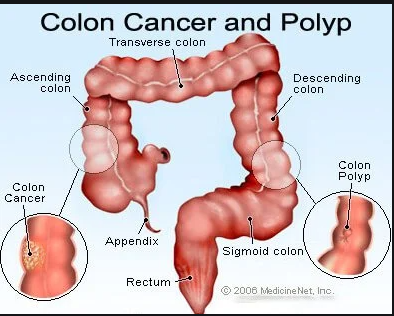 Colon Cancer and Polyp
Transverse colon
Ascending
colon
Descending
colon
Colon
Cancer
Colon
Polyp
Appendix
Sigmoid colon
Rectum
© 2006 MedicineNet, Inc.